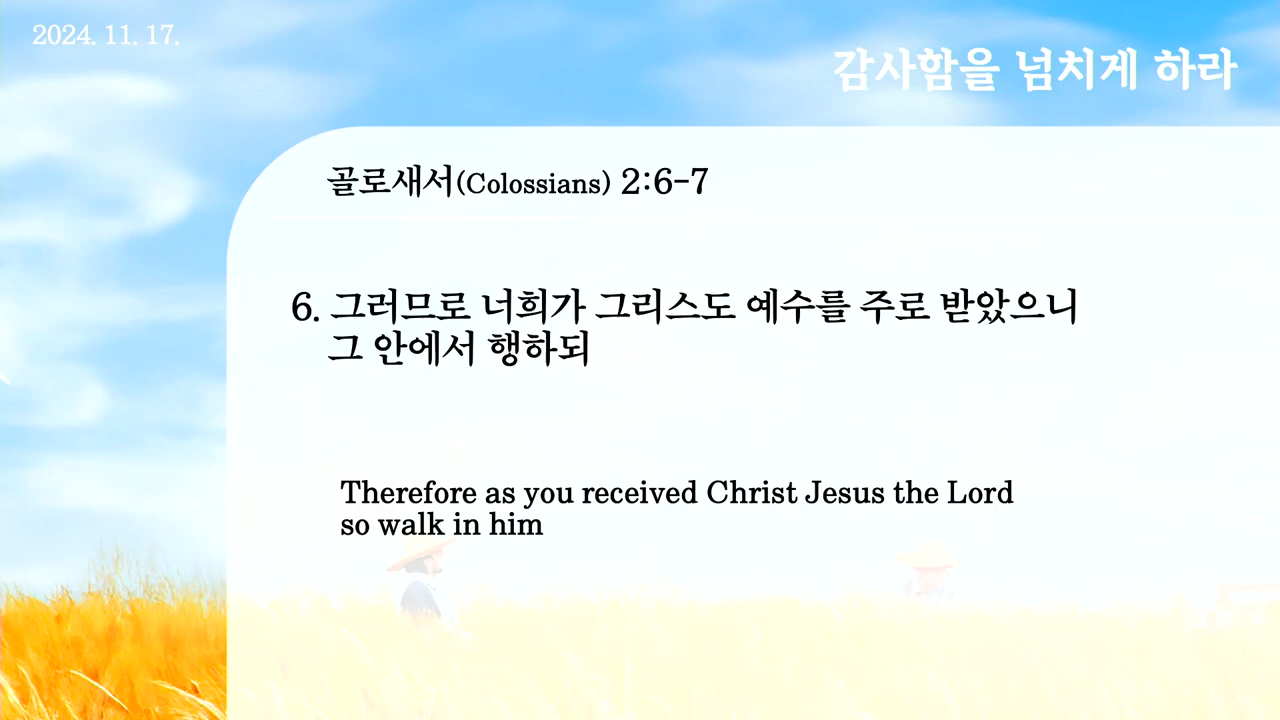 2024. 11. 17.
감사함을 넘치게 하라
골로새서(Colossians) 2:6-7
6. 그러므로 너희가 그리스도 예수를 주로 받았으니
그 안에서 행하되
Therefore as you received Christ Jesus the Lord
so walk in him